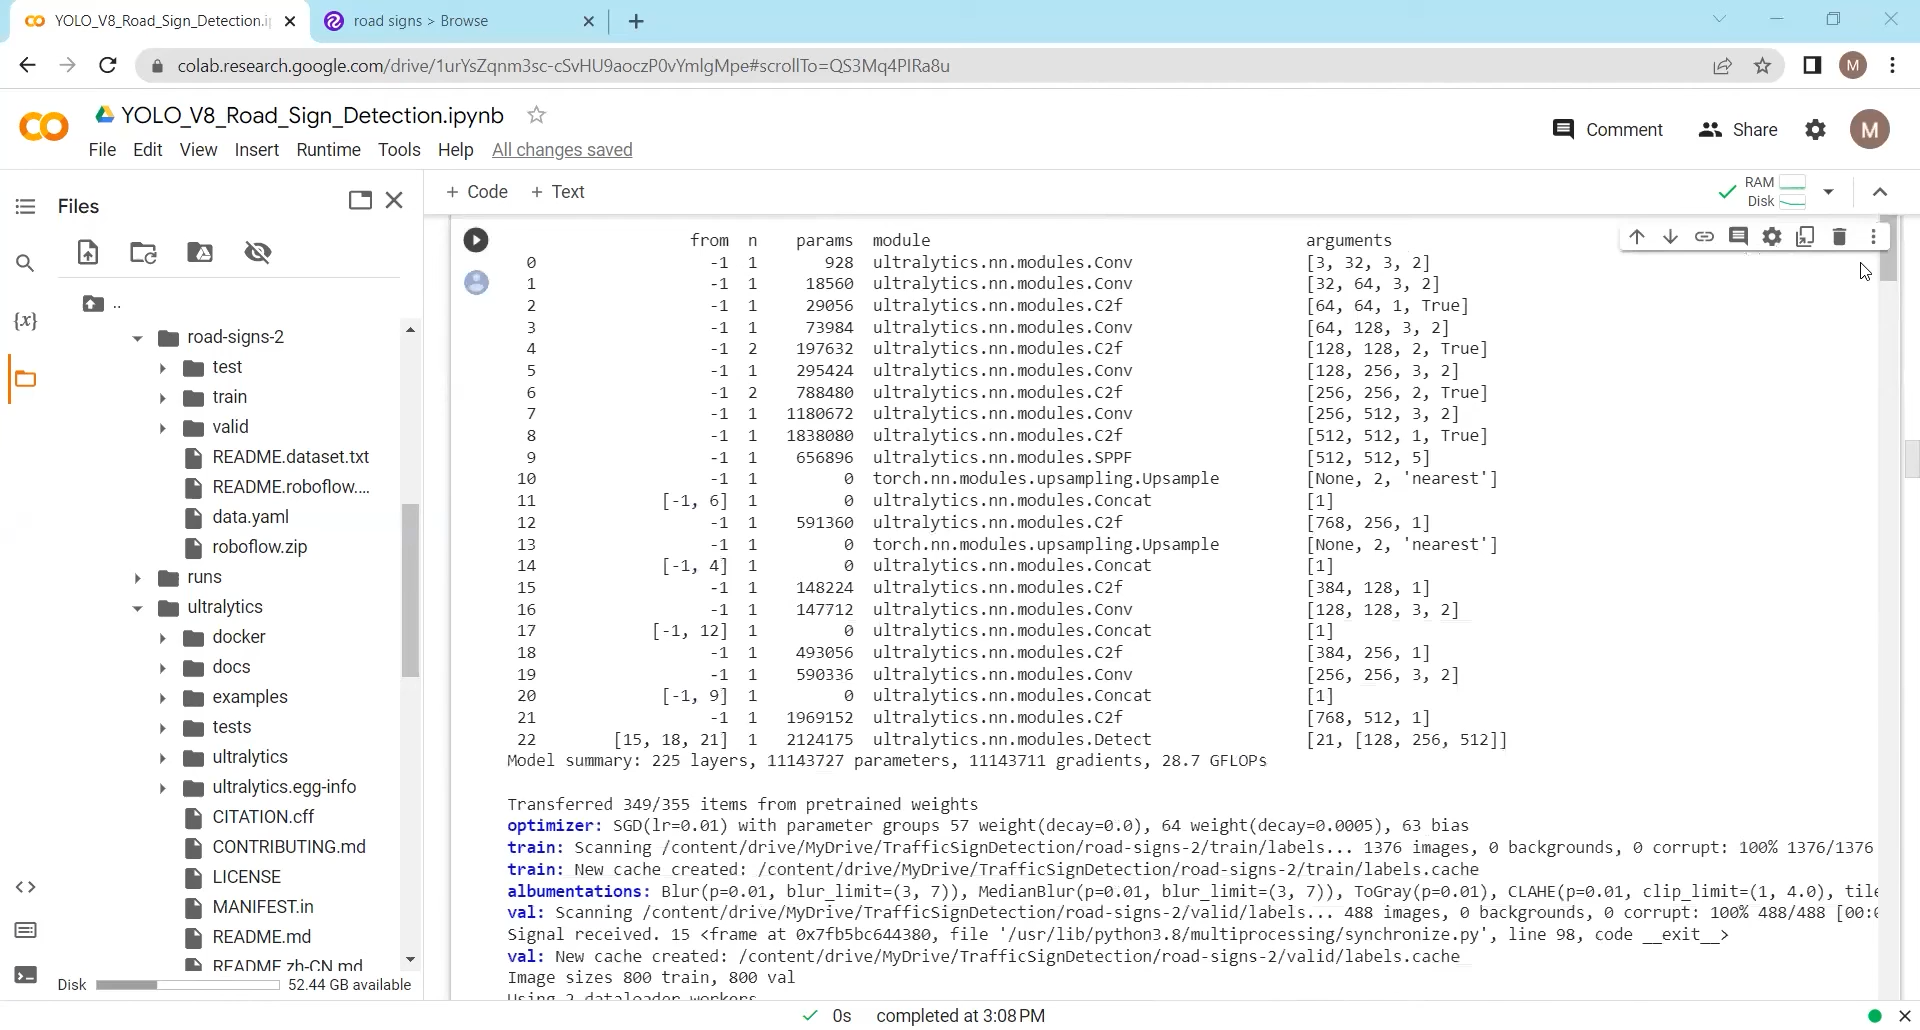 YOLO_V8_Road_Sign_Detection.i
road signs > Browse
colab.research.google.com/drive/1urYsZqnm3sc-cSvHU9aoczP0vYmlgMpe#scrollTo=QS3Mq4PIRa8u
M
YOLO_V8_Road_Sign_Detection.ipynb
Comment
Share
M
File Edit View Insert Runtime Tools Help All changes saved
Files
+ Code + Text
RAM
Disk
..
road-signs-2
test
train
valid
README.dataset.txt
README.roboflow....
data.yaml
roboflow.zip
runs
ultralytics
docker
docs
examples
tests
ultralytics
ultralytics.egg-info
CITATION.cff
CONTRIBUTING.md
LICENSE
MANIFEST.in
README.md
README.zh-CN.md
Disk 52.44 GB available
{x}
from n params module arguments
0 -1 1 928 ultralytics.nn.modules.Conv [3, 32, 3, 2]
1 -1 1 18560 ultralytics.nn.modules.Conv [32, 64, 3, 2]
2 -1 1 29056 ultralytics.nn.modules.C2f [64, 64, 1, True]
3 -1 1 73984 ultralytics.nn.modules.Conv [64, 128, 3, 2]
4 -1 2 197632 ultralytics.nn.modules.C2f [128, 128, 2, True]
5 -1 1 295424 ultralytics.nn.modules.Conv [128, 256, 3, 2]
6 -1 2 788480 ultralytics.nn.modules.C2f [256, 256, 2, True]
7 -1 1 1180672 ultralytics.nn.modules.Conv [256, 512, 3, 2]
8 -1 1 1838080 ultralytics.nn.modules.C2f [512, 512, 1, True]
9 -1 1 656896 ultralytics.nn.modules.SPPF [512, 512, 5]
10 -1 1 0 torch.nn.modules.upsampling.Upsample [None, 2, 'nearest']
11 [-1, 6] 1 0 ultralytics.nn.modules.Concat [1]
12 -1 1 591360 ultralytics.nn.modules.C2f [768, 256, 1]
13 -1 1 0 torch.nn.modules.upsampling.Upsample [None, 2, 'nearest']
14 [-1, 4] 1 0 ultralytics.nn.modules.Concat [1]
15 -1 1 148224 ultralytics.nn.modules.C2f [384, 128, 1]
16 -1 1 147712 ultralytics.nn.modules.Conv [128, 128, 3, 2]
17 [-1, 12] 1 0 ultralytics.nn.modules.Concat [1]
18 -1 1 493056 ultralytics.nn.modules.C2f [384, 256, 1]
19 -1 1 590336 ultralytics.nn.modules.Conv [256, 256, 3, 2]
20 [-1, 9] 1 0 ultralytics.nn.modules.Concat [1]
21 -1 1 1969152 ultralytics.nn.modules.C2f [768, 512, 1]
22 [15, 18, 21] 1 2124175 ultralytics.nn.modules.Detect [21, [128, 256, 512]]
Model summary: 225 layers, 11143727 parameters, 11143711 gradients, 28.7 GFLOPs
Transferred 349/355 items from pretrained weights
optimizer: SGD(lr=0.01) with parameter groups 57 weight(decay=0.0), 64 weight(decay=0.0005), 63 bias
train: Scanning /content/drive/MyDrive/TrafficSignDetection/road-signs-2/train/labels... 1376 images, 0 backgrounds, 0 corrupt: 100% 1376/1376
train: New cache created: /content/drive/MyDrive/TrafficSignDetection/road-signs-2/train/labels.cache
albumentations: Blur(p=0.01, blur_limit=(3, 7)), MedianBlur(p=0.01, blur_limit=(3, 7)), ToGray(p=0.01), CLAHE(p=0.01, clip_limit=(1, 4.0), tile
val: Scanning /content/drive/MyDrive/TrafficSignDetection/road-signs-2/valid/labels... 488 images, 0 backgrounds, 0 corrupt: 100% 488/488 [00:0
Signal received. 15 <frame at 0x7fb5bc644380, file '/usr/lib/python3.8/multiprocessing/synchronize.py', line 98, code __exit__>
val: New cache created: /content/drive/MyDrive/TrafficSignDetection/road-signs-2/valid/labels.cache
Image sizes 800 train, 800 val
Using 2 dataloader workers
0s completed at 3:08 PM